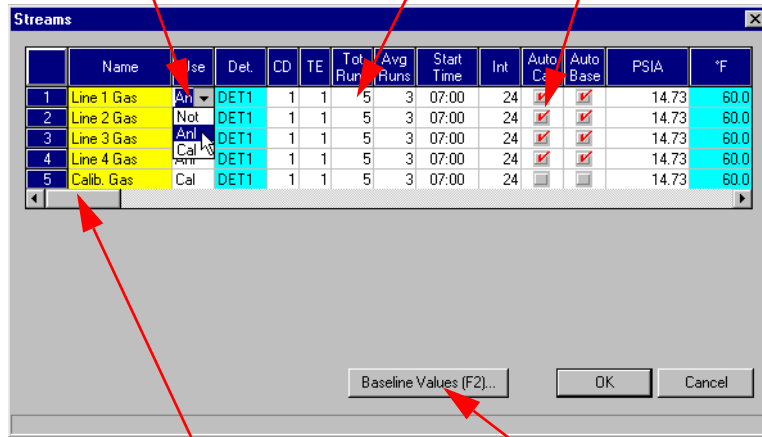 Streams
Name Use Det. CD TE Tot Runs Avg Runs Start Time Int Auto Cal Auto Base PSIA °F
1 Line 1 Gas Anl DET1 1 1 5 3 07:00 24 14.73 60.0
2 Line 2 Gas Not DET1 1 1 5 3 07:00 24 14.73 60.0
3 Line 3 Gas Anl DET1 1 1 5 3 07:00 24 14.73 60.0
4 Line 4 Gas Cal Anl DET1 1 1 5 3 07:00 24 14.73 60.0
5 Calib. Gas Cal DET1 1 1 5 3 07:00 24 14.73 60.0
Baseline Values (F2)... OK Cancel